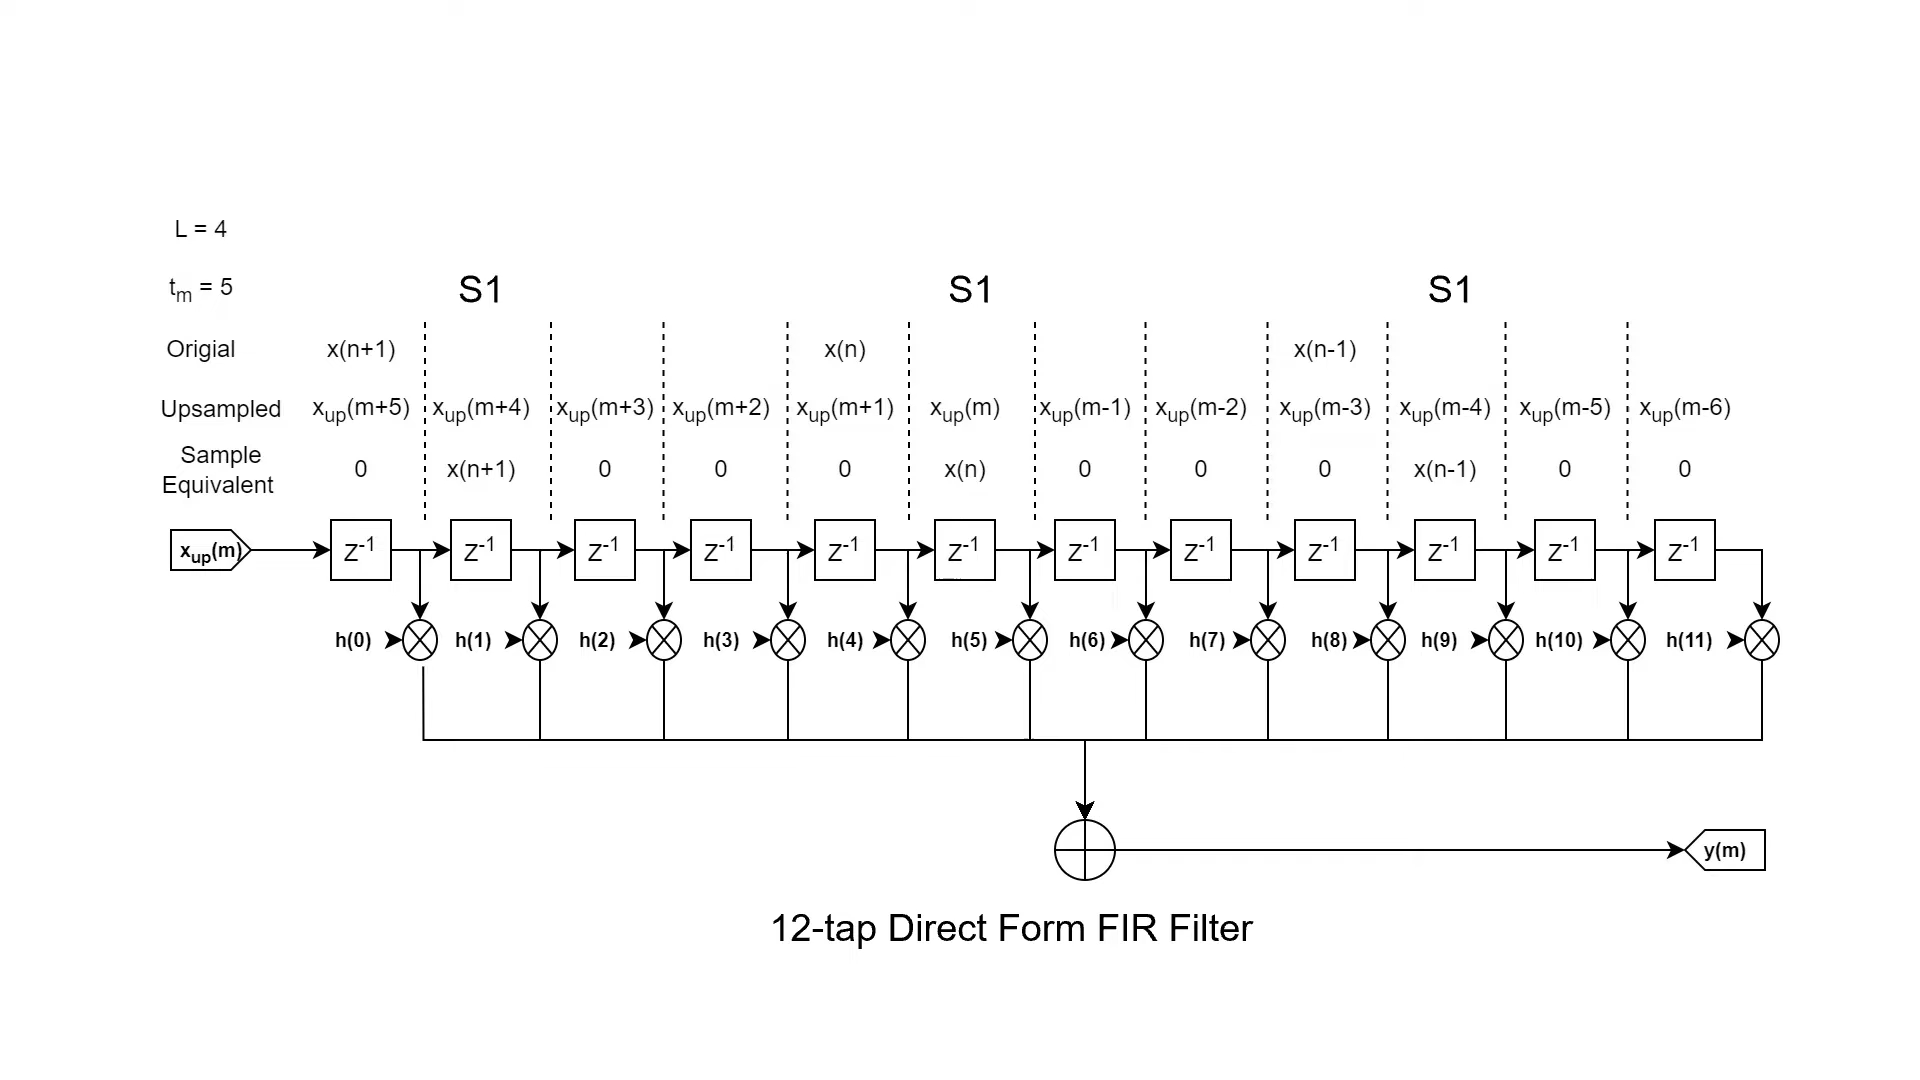 L = 4
tm = 5
S1 S1 S1
Origial x(n+1) x(n) x(n-1)
Upsampled xup(m+5) xup(m+4) xup(m+3) xup(m+2) xup(m+1) xup(m) xup(m-1) xup(m-2) xup(m-3) xup(m-4) xup(m-5) xup(m-6)
Sample
Equivalent 0 x(n+1) 0 0 0 x(n) 0 0 0 x(n-1) 0 0
xup(m) Z-1 Z-1 Z-1 Z-1 Z-1 Z-1 Z-1 Z-1 Z-1 Z-1 Z-1 Z-1
h(0) h(1) h(2) h(3) h(4) h(5) h(6) h(7) h(8) h(9) h(10) h(11)
y(m)
12-tap Direct Form FIR Filter